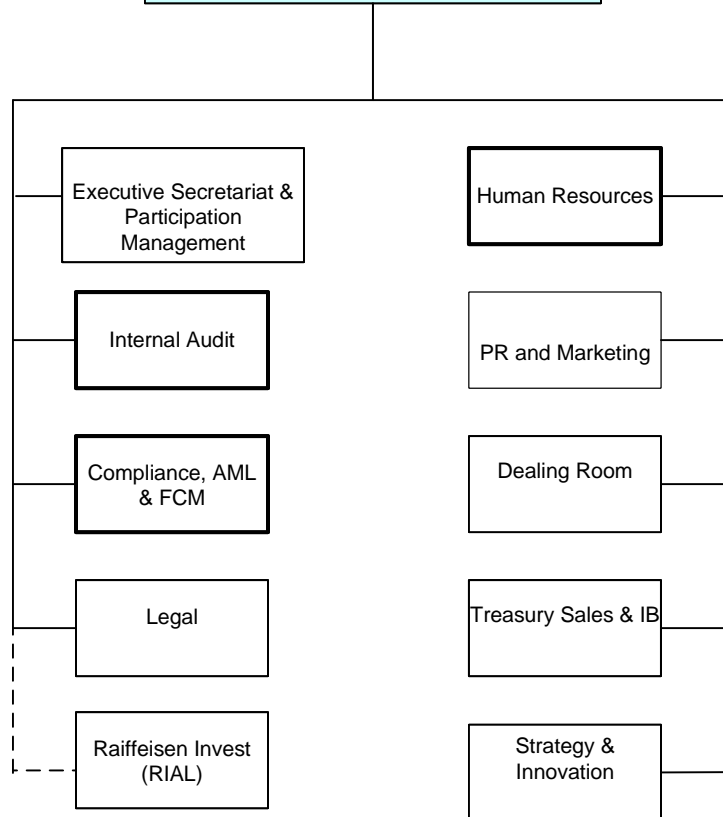 Executive Secretariat &
Participation
Management
Human Resources
Internal Audit
PR and Marketing
Compliance, AML
& FCM
Dealing Room
Legal
Treasury Sales & IB
Raiffeisen Invest
(RIAL)
Strategy &
Innovation